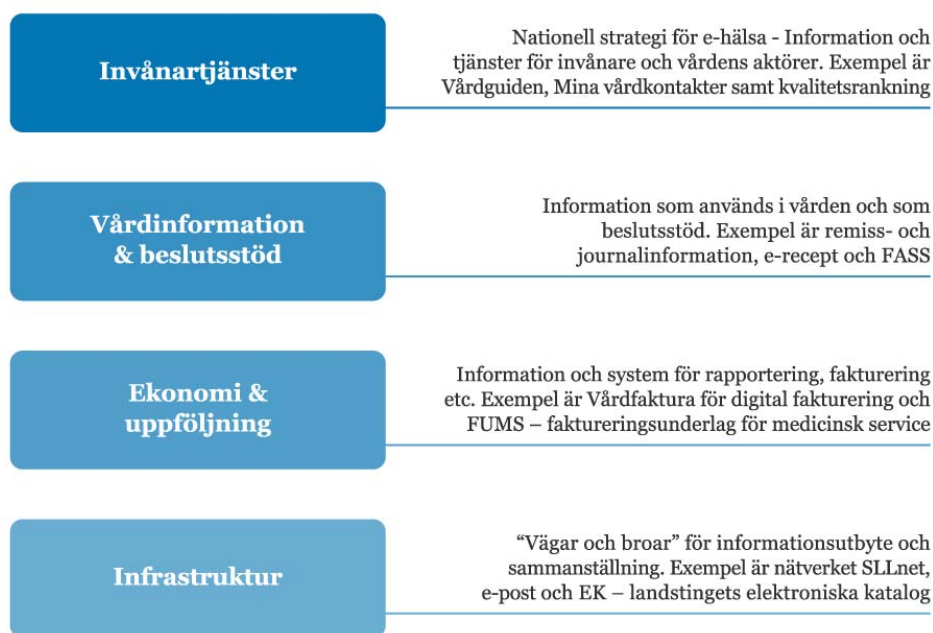 Invånartjänster
Nationell strategi för e-hälsa - Information och
tjänster för invånare och vårdens aktörer. Exempel är
Vårdguiden, Mina vårdkontakter samt kvalitetsrankning
Vårdinformation
& beslutsstöd
Information som används i vården och som
beslutsstöd. Exempel är remiss- och
journalinformation, e-recept och FASS
Ekonomi &
uppföljning
Information och system för rapportering, fakturering
etc. Exempel är Vårdfaktura för digital fakturering och
FUMS – faktureringsunderlag för medicinsk service
Infrastruktur
“Vägar och broar” för informationsutbyte och
sammanställning. Exempel är nätverket SLLnet,
e-post och EK – landstingets elektroniska katalog